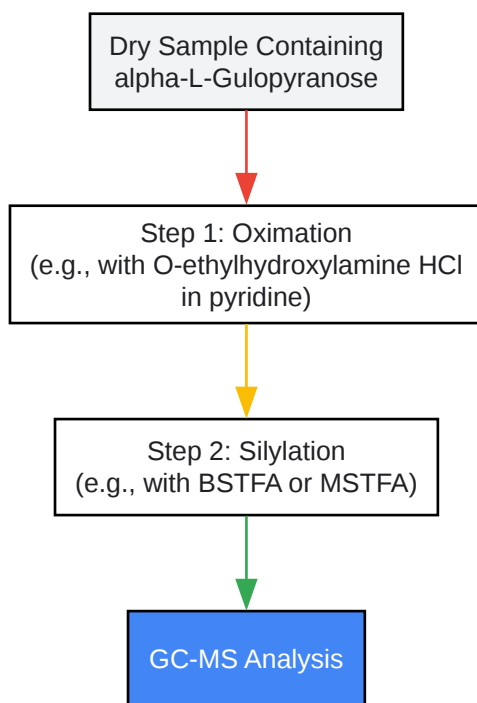 Dry Sample Containing
alpha-L-Gulopyranose
Step 1: Oximation
(e.g., with O-ethylhydroxylamine HCl
in pyridine)
Step 2: Silylation
(e.g., with BSTFA or MSTFA)
GC-MS Analysis